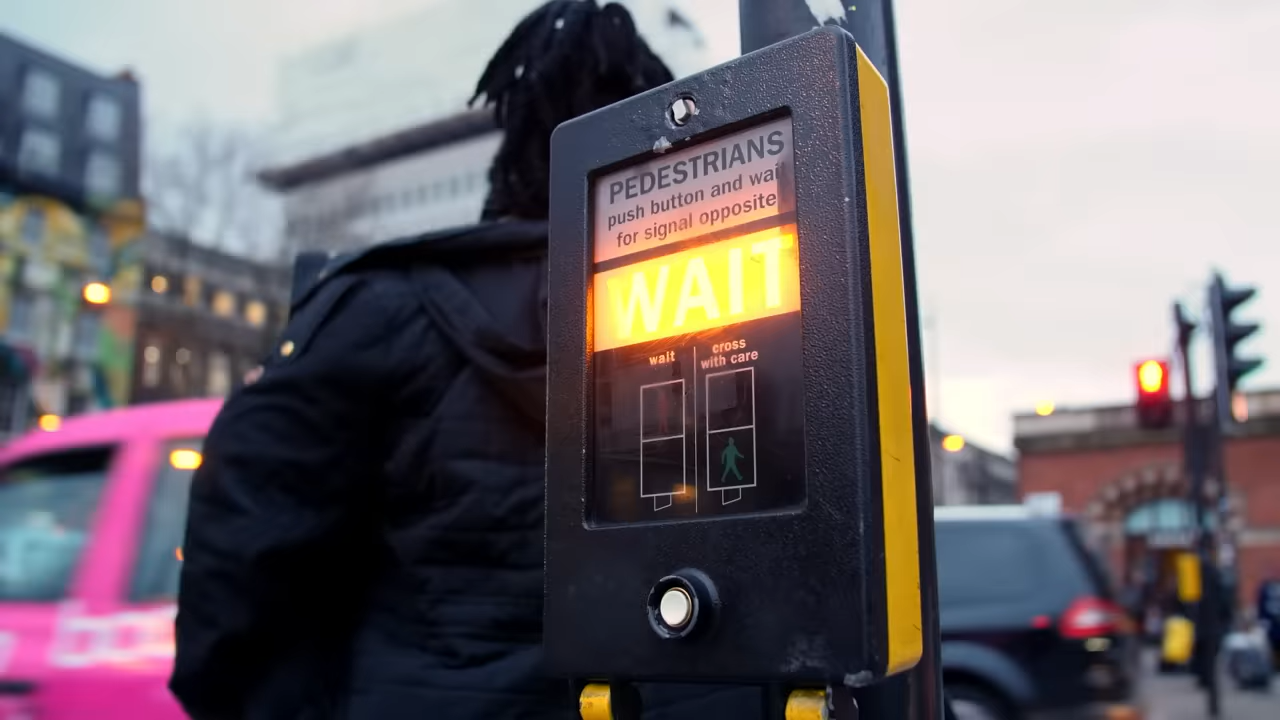 PEDESTRIANS
push button and wait
for signal opposite
WAIT
wait
cross
with care